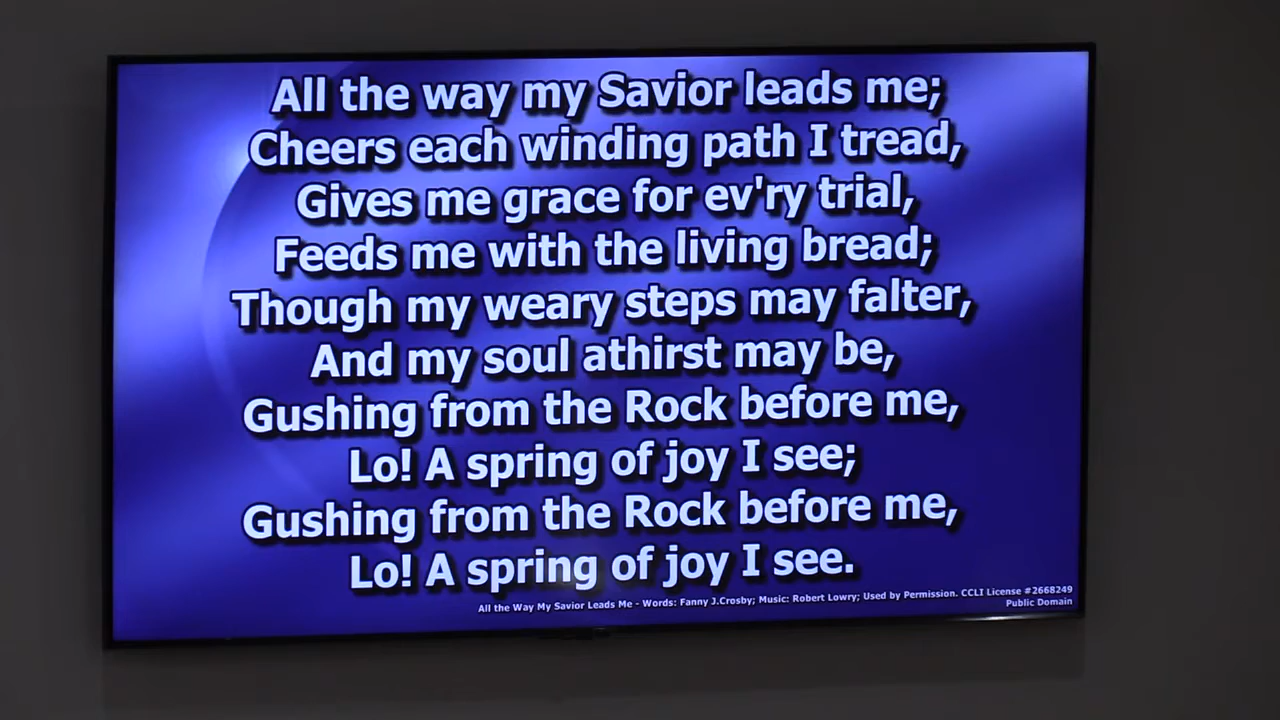 All the way my Savior leads me;
Cheers each winding path I tread,
Gives me grace for ev'ry trial,
Feeds me with the living bread;
Though my weary steps may falter,
And my soul athirst may be,
Gushing from the Rock before me,
Lo! A spring of joy I see;
Gushing from the Rock before me,
Lo! A spring of joy I see.
All the Way My Savior Leads Me - Words: Fanny J.Crosby; Music: Robert Lowry; Used by Permission. CCLI License #2668249
Public Domain